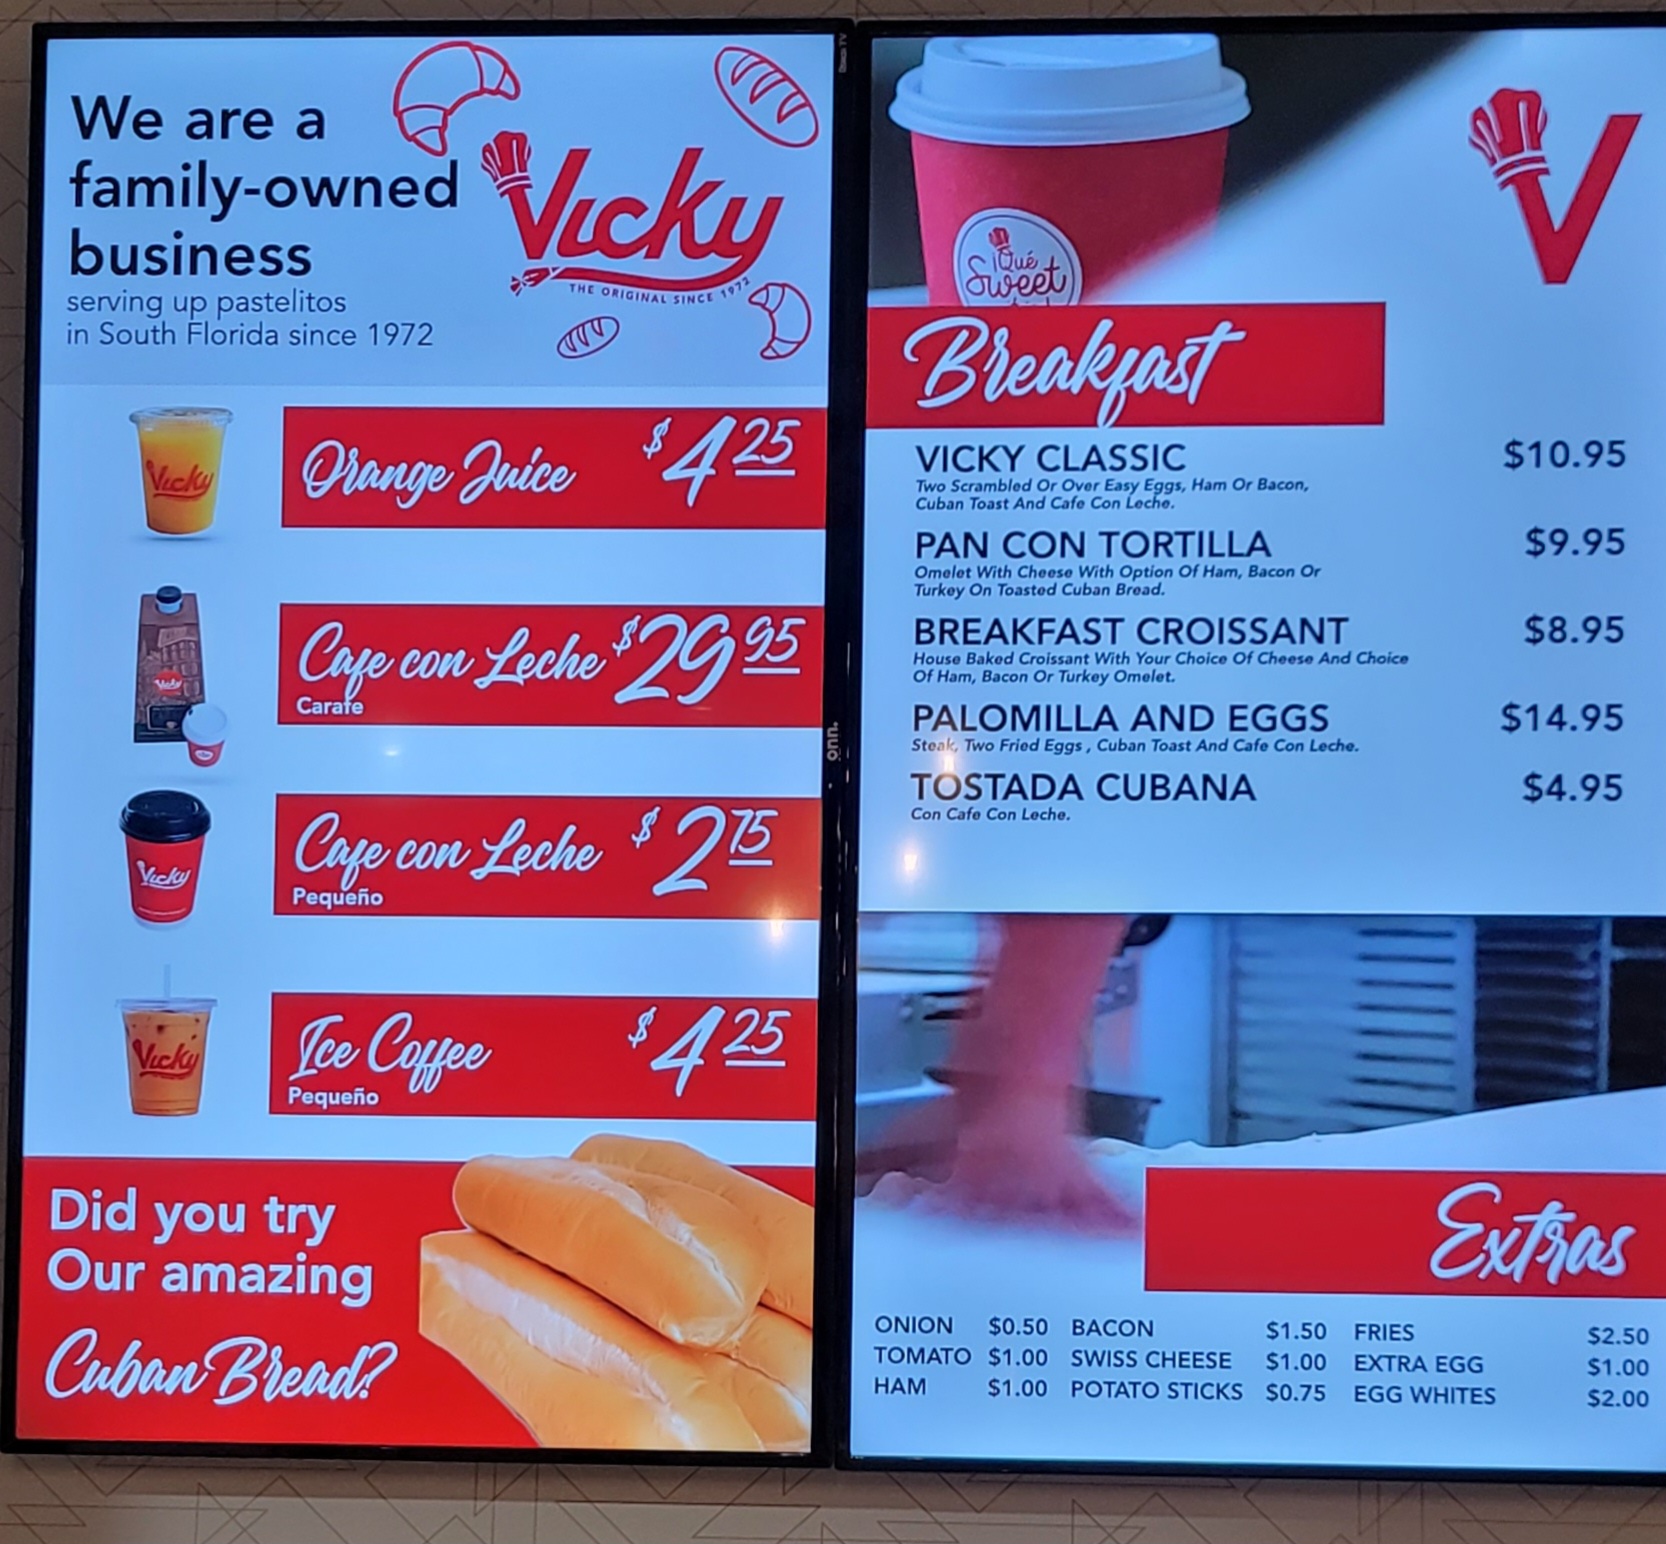 We are a
family-owned
business
serving up pastelitos
in South Florida since 1972
Vicky
THE ORIGINAL SINCE 1972
Vicky
Orange Juice $4 25
Vicky
Cafe con Leche $29 95
Carafe
Vicky
Cafe con Leche $2 75
Pequeño
Vicky
Ice Coffee $4 25
Pequeño
Did you try
Our amazing
Cuban Bread?
onn.
¡Qué
Sweet
V
Breakfast
VICKY CLASSIC $10.95
Two Scrambled Or Over Easy Eggs, Ham Or Bacon,
Cuban Toast And Cafe Con Leche.
PAN CON TORTILLA $9.95
Omelet With Cheese With Option Of Ham, Bacon Or
Turkey On Toasted Cuban Bread.
BREAKFAST CROISSANT $8.95
House Baked Croissant With Your Choice Of Cheese And Choice
Of Ham, Bacon Or Turkey Omelet.
PALOMILLA AND EGGS $14.95
Steak, Two Fried Eggs , Cuban Toast And Cafe Con Leche.
TOSTADA CUBANA $4.95
Con Cafe Con Leche.
Extras
ONION $0.50 BACON $1.50 FRIES $2.50
TOMATO $1.00 SWISS CHEESE $1.00 EXTRA EGG $1.00
HAM $1.00 POTATO STICKS $0.75 EGG WHITES $2.00